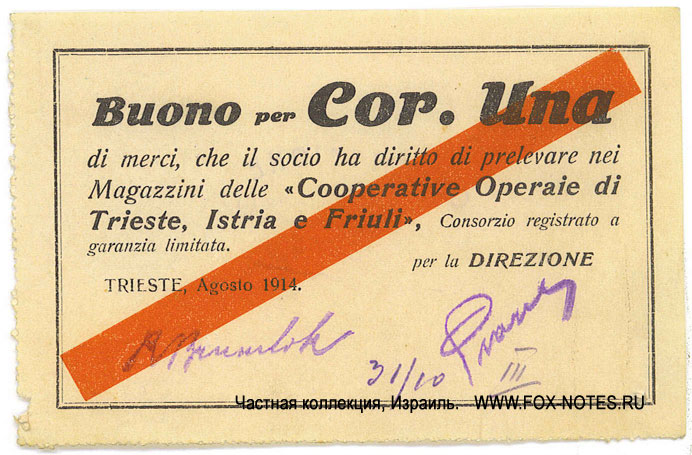 Buono per Cor. Una
di merci, che il socio ha diritto di prelevare nei
Magazzini delle «Cooperative Operaie di
Trieste, Istria e Friuli», Consorzio registrato a
garanzia limitata.
per la DIREZIONE
TRIESTE, Agosto 1914.
31/10
III
Частная коллекция, Израиль. WWW.FOX-NOTES.RU